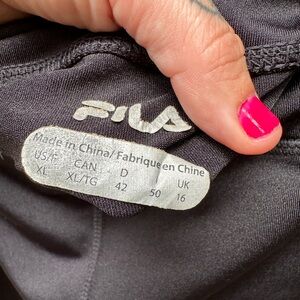 FILA
Made in China/Fabriqué en Chine
US/F CAN D I UK
XL XL/TG 42 50 16